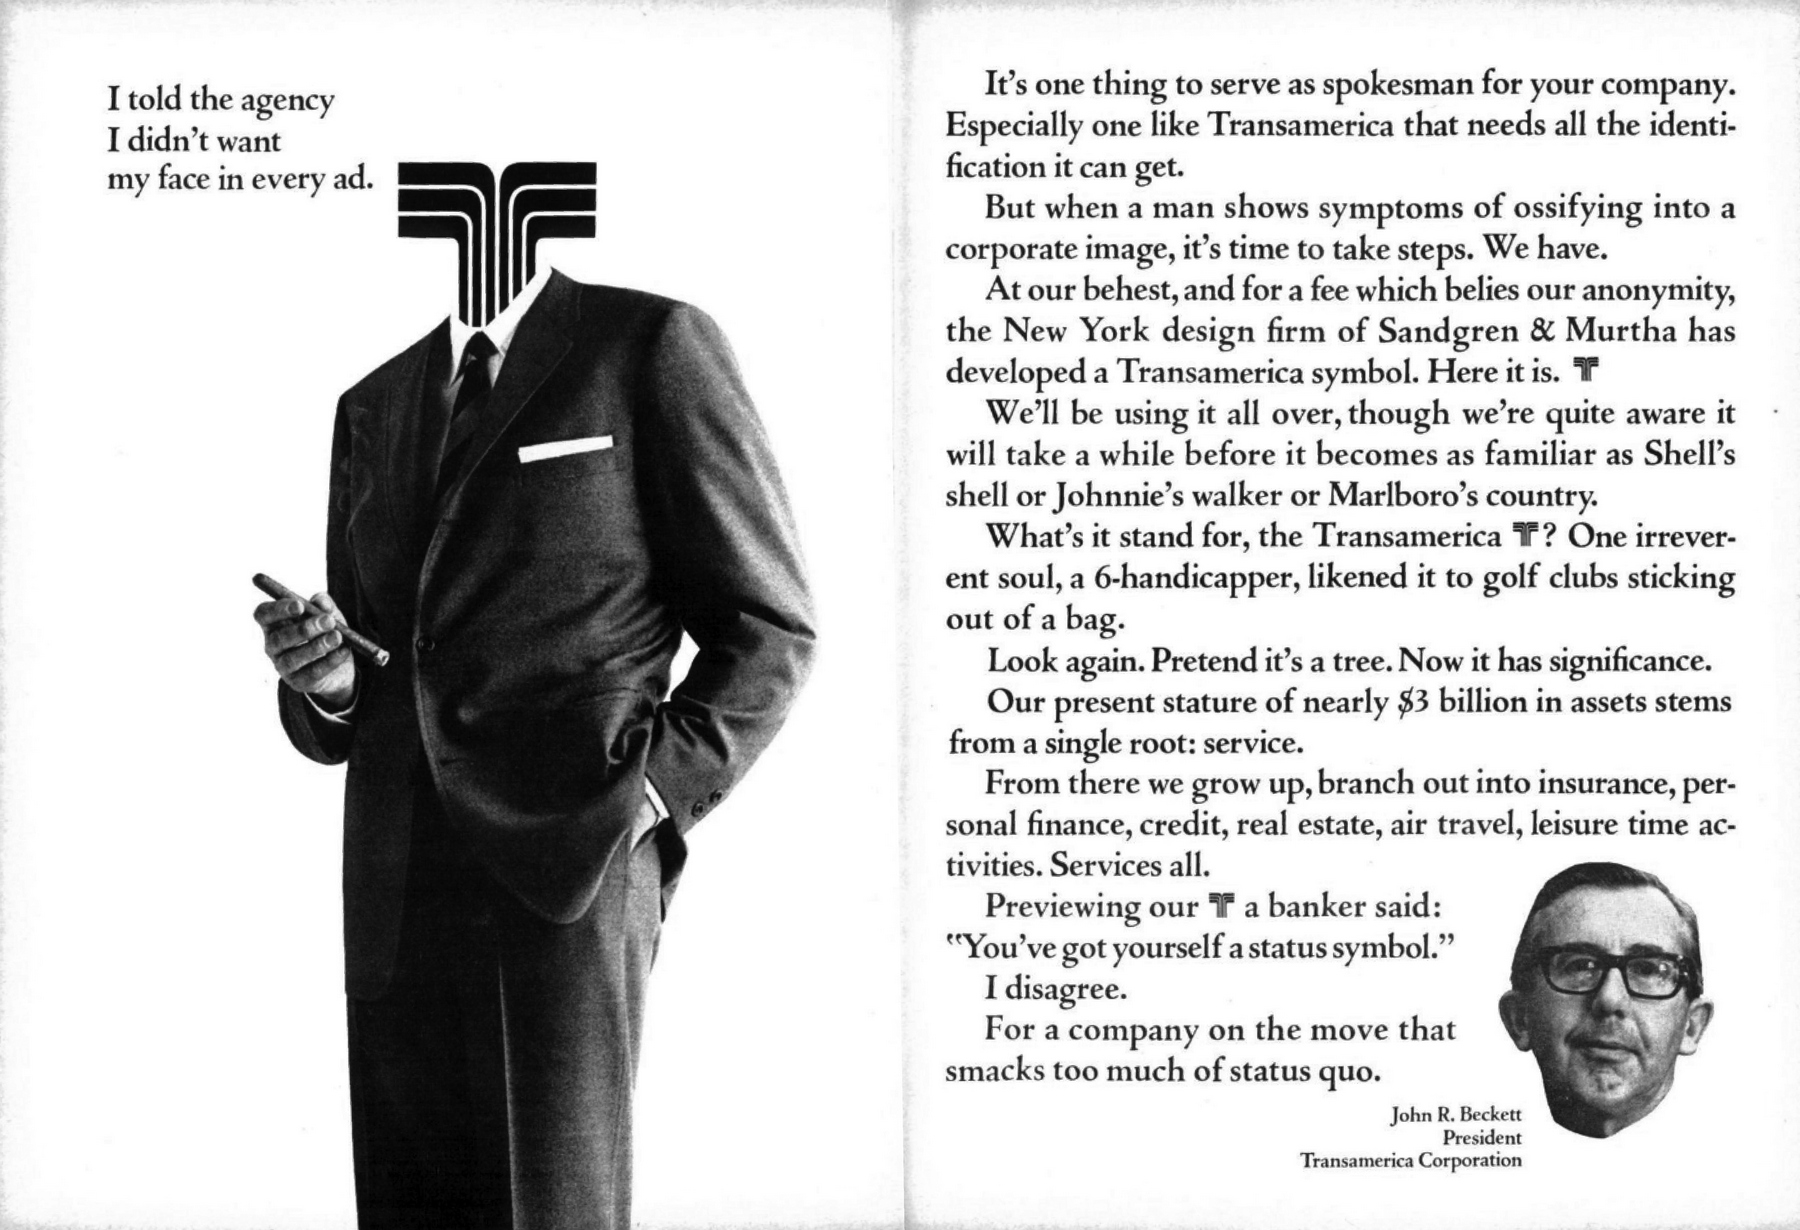 I told the agency
I didn't want
my face in every ad.
It's one thing to serve as spokesman for your company.
Especially one like Transamerica that needs all the identi-
fication it can get.
But when a man shows symptoms of ossifying into a
corporate image, it's time to take steps. We have.
At our behest, and for a fee which belies our anonymity,
the New York design firm of Sandgren & Murtha has
developed a Transamerica symbol. Here it is.
We'll be using it all over, though we're quite aware it
will take a while before it becomes as familiar as Shell's
shell or Johnnie's walker or Marlboro's country.
What's it stand for, the Transamerica T? One irrever-
ent soul, a 6-handicapper, likened it to golf clubs sticking
out of a bag.
Look again. Pretend it's a tree. Now it has significance.
Our present stature of nearly $3 billion in assets stems
from a single root: service.
From there we grow up, branch out into insurance, per-
sonal finance, credit, real estate, air travel, leisure time ac-
tivities. Services all.
Previewing our T a banker said:
"You've got yourself a status symbol."
I disagree.
For a company on the move that
smacks too much of status quo.
John R. Beckett
President
Transamerica Corporation